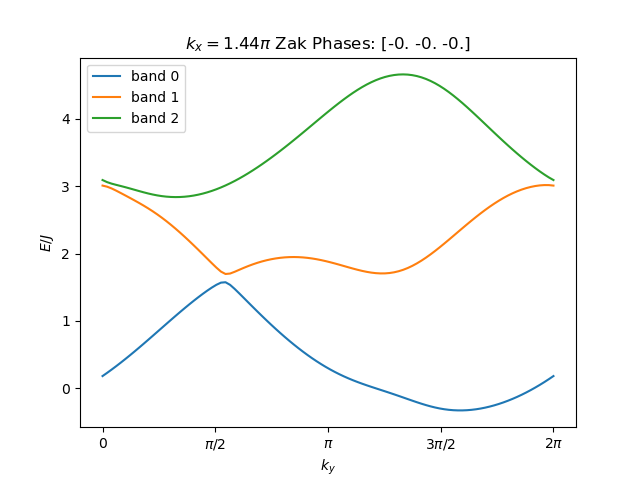 k_x = 1.44π Zak Phases: [-0. -0. -0.]
band 0
band 1
band 2
4
3
2
1
0
E/J
0 π/2 π 3π/2 2π
k_y